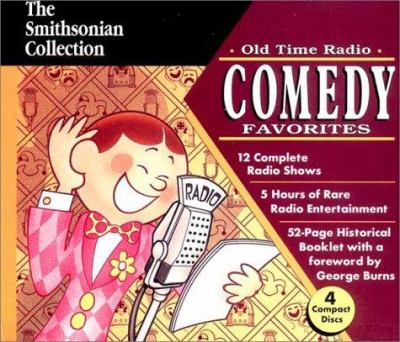 The
Smithsonian
Collection
· Old Time Radio ·
COMEDY
FAVORITES
12 Complete
Radio Shows
5 Hours of Rare
Radio Entertainment
52-Page Historical
Booklet with a
foreword by
George Burns
RADIO
4
Compact
Discs